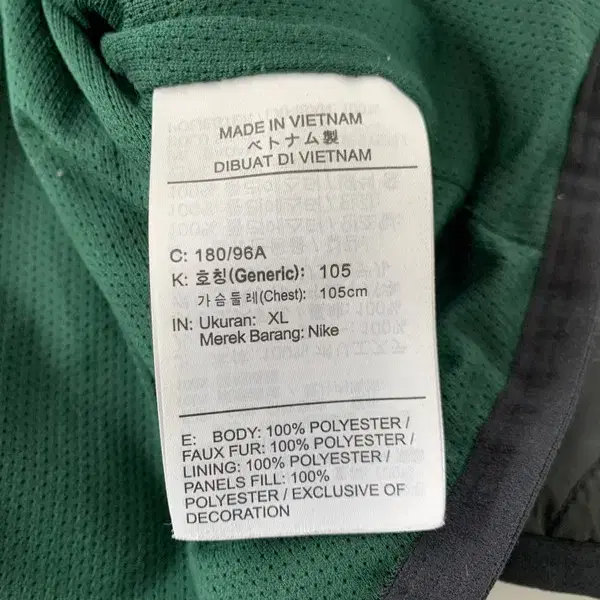 MADE IN VIETNAM
ベトナム製
DIBUAT DI VIETNAM
C: 180/96A
K: 호칭(Generic): 105
가슴둘레(Chest): 105cm
IN: Ukuran: XL
Merek Barang: Nike
E: BODY: 100% POLYESTER /
FAUX FUR: 100% POLYESTER /
LINING: 100% POLYESTER /
PANELS FILL: 100%
POLYESTER / EXCLUSIVE OF
DECORATION